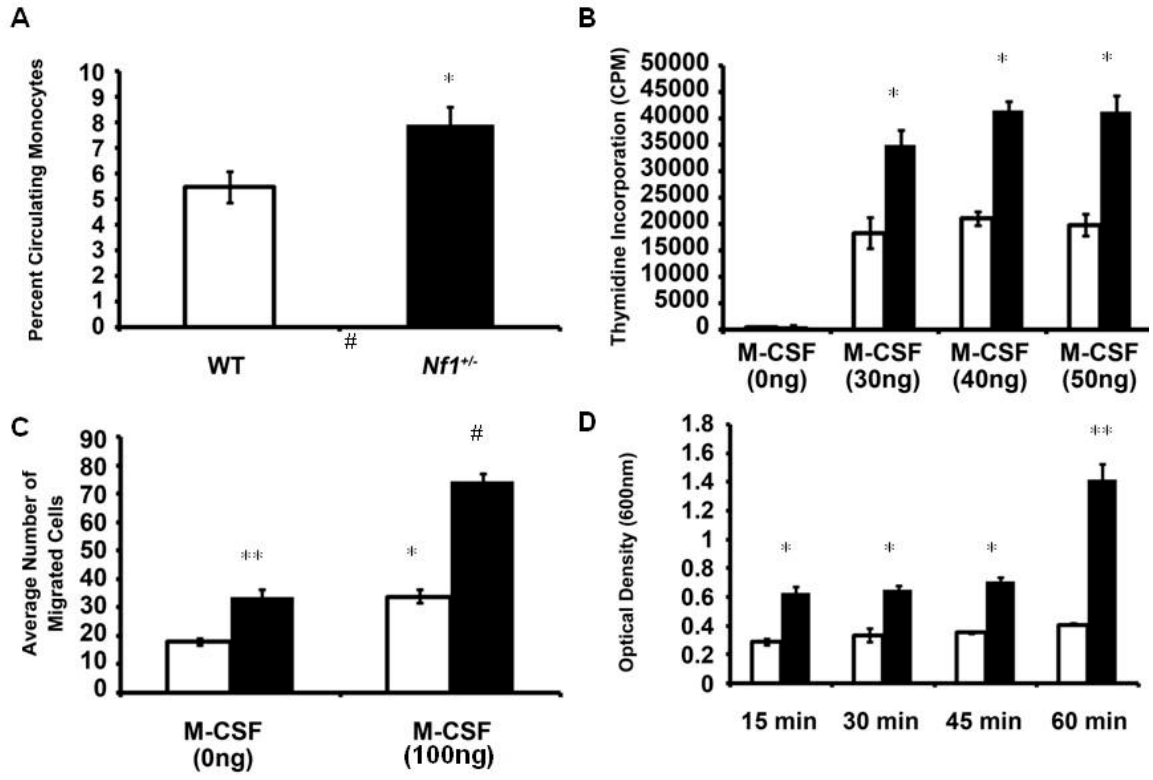 A
Percent Circulating Monocytes
10
9
8
7
6
5
4
3
2
1
0
*
WT
#
Nf1+/-
B
Thymidine Incorporation (CPM)
50000
45000
40000
35000
30000
25000
20000
15000
10000
5000
0
*
*
*
M-CSF
(0ng)
M-CSF
(30ng)
M-CSF
(40ng)
M-CSF
(50ng)
C
Average Number of
Migrated Cells
90
80
70
60
50
40
30
20
10
0
**
*
#
M-CSF
(0ng)
M-CSF
(100ng)
D
Optical Density (600nm)
1.8
1.6
1.4
1.2
1
0.8
0.6
0.4
0.2
0
*
*
*
**
15 min
30 min
45 min
60 min